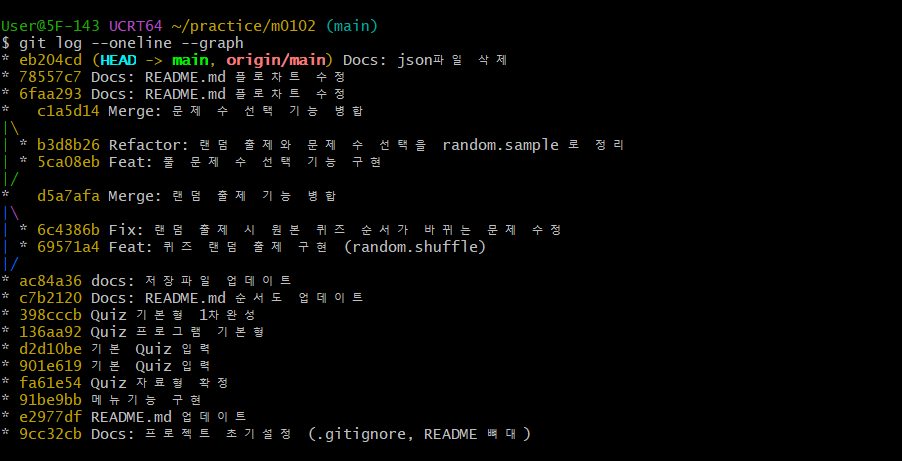 User@5F-143 UCRT64 ~/practice/m0102 (main)
$ git log --oneline --graph
* eb204cd (HEAD -> main, origin/main) Docs: json파일 삭제
* 78557c7 Docs: README.md 플로차트 수정
* 6faa293 Docs: README.md 플로차트 수정
*   c1a5d14 Merge: 문제 수 선택 기능 병합
|\
| * b3d8b26 Refactor: 랜덤 출제와 문제 수 선택을 random.sample 로 정리
| * 5ca08eb Feat: 풀 문제 수 선택 기능 구현
|/
*   d5a7afa Merge: 랜덤 출제 기능 병합
|\
| * 6c4386b Fix: 랜덤 출제 시 원본 퀴즈 순서가 바뀌는 문제 수정
| * 69571a4 Feat: 퀴즈 랜덤 출제 구현 (random.shuffle)
|/
* ac84a36 docs: 저장파일 업데이트
* c7b2120 Docs: README.md 순서도 업데이트
* 398cccb Quiz 기본형 1차완성
* 136aa92 Quiz 프로그램 기본형
* d2d10be 기본 Quiz 입력
* 901e619 기본 Quiz 입력
* fa61e54 Quiz 자료형 확정
* 91be9bb 메뉴기능 구현
* e2977df README.md 업데이트
* 9cc32cb Docs: 프로젝트 초기설정 (.gitignore, README 뼈대)